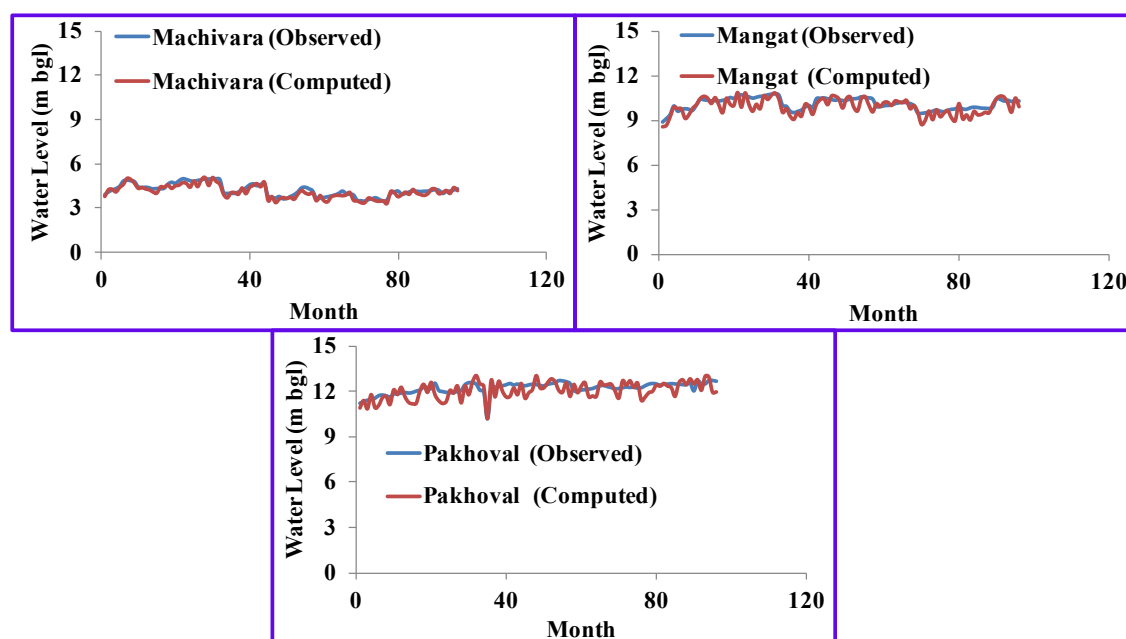 Machivara (Observed)
Machivara (Computed)
Water Level (m bgl)
15
12
9
6
3
0
0 40 80 120
Month
Mangat (Observed)
Mangat (Computed)
Water Level (m bgl)
15
12
9
6
3
0
0 40 80 120
Month
Pakhoval (Observed)
Pakhoval (Computed)
Water Level (m bgl)
15
12
9
6
3
0
0 40 80 120
Month